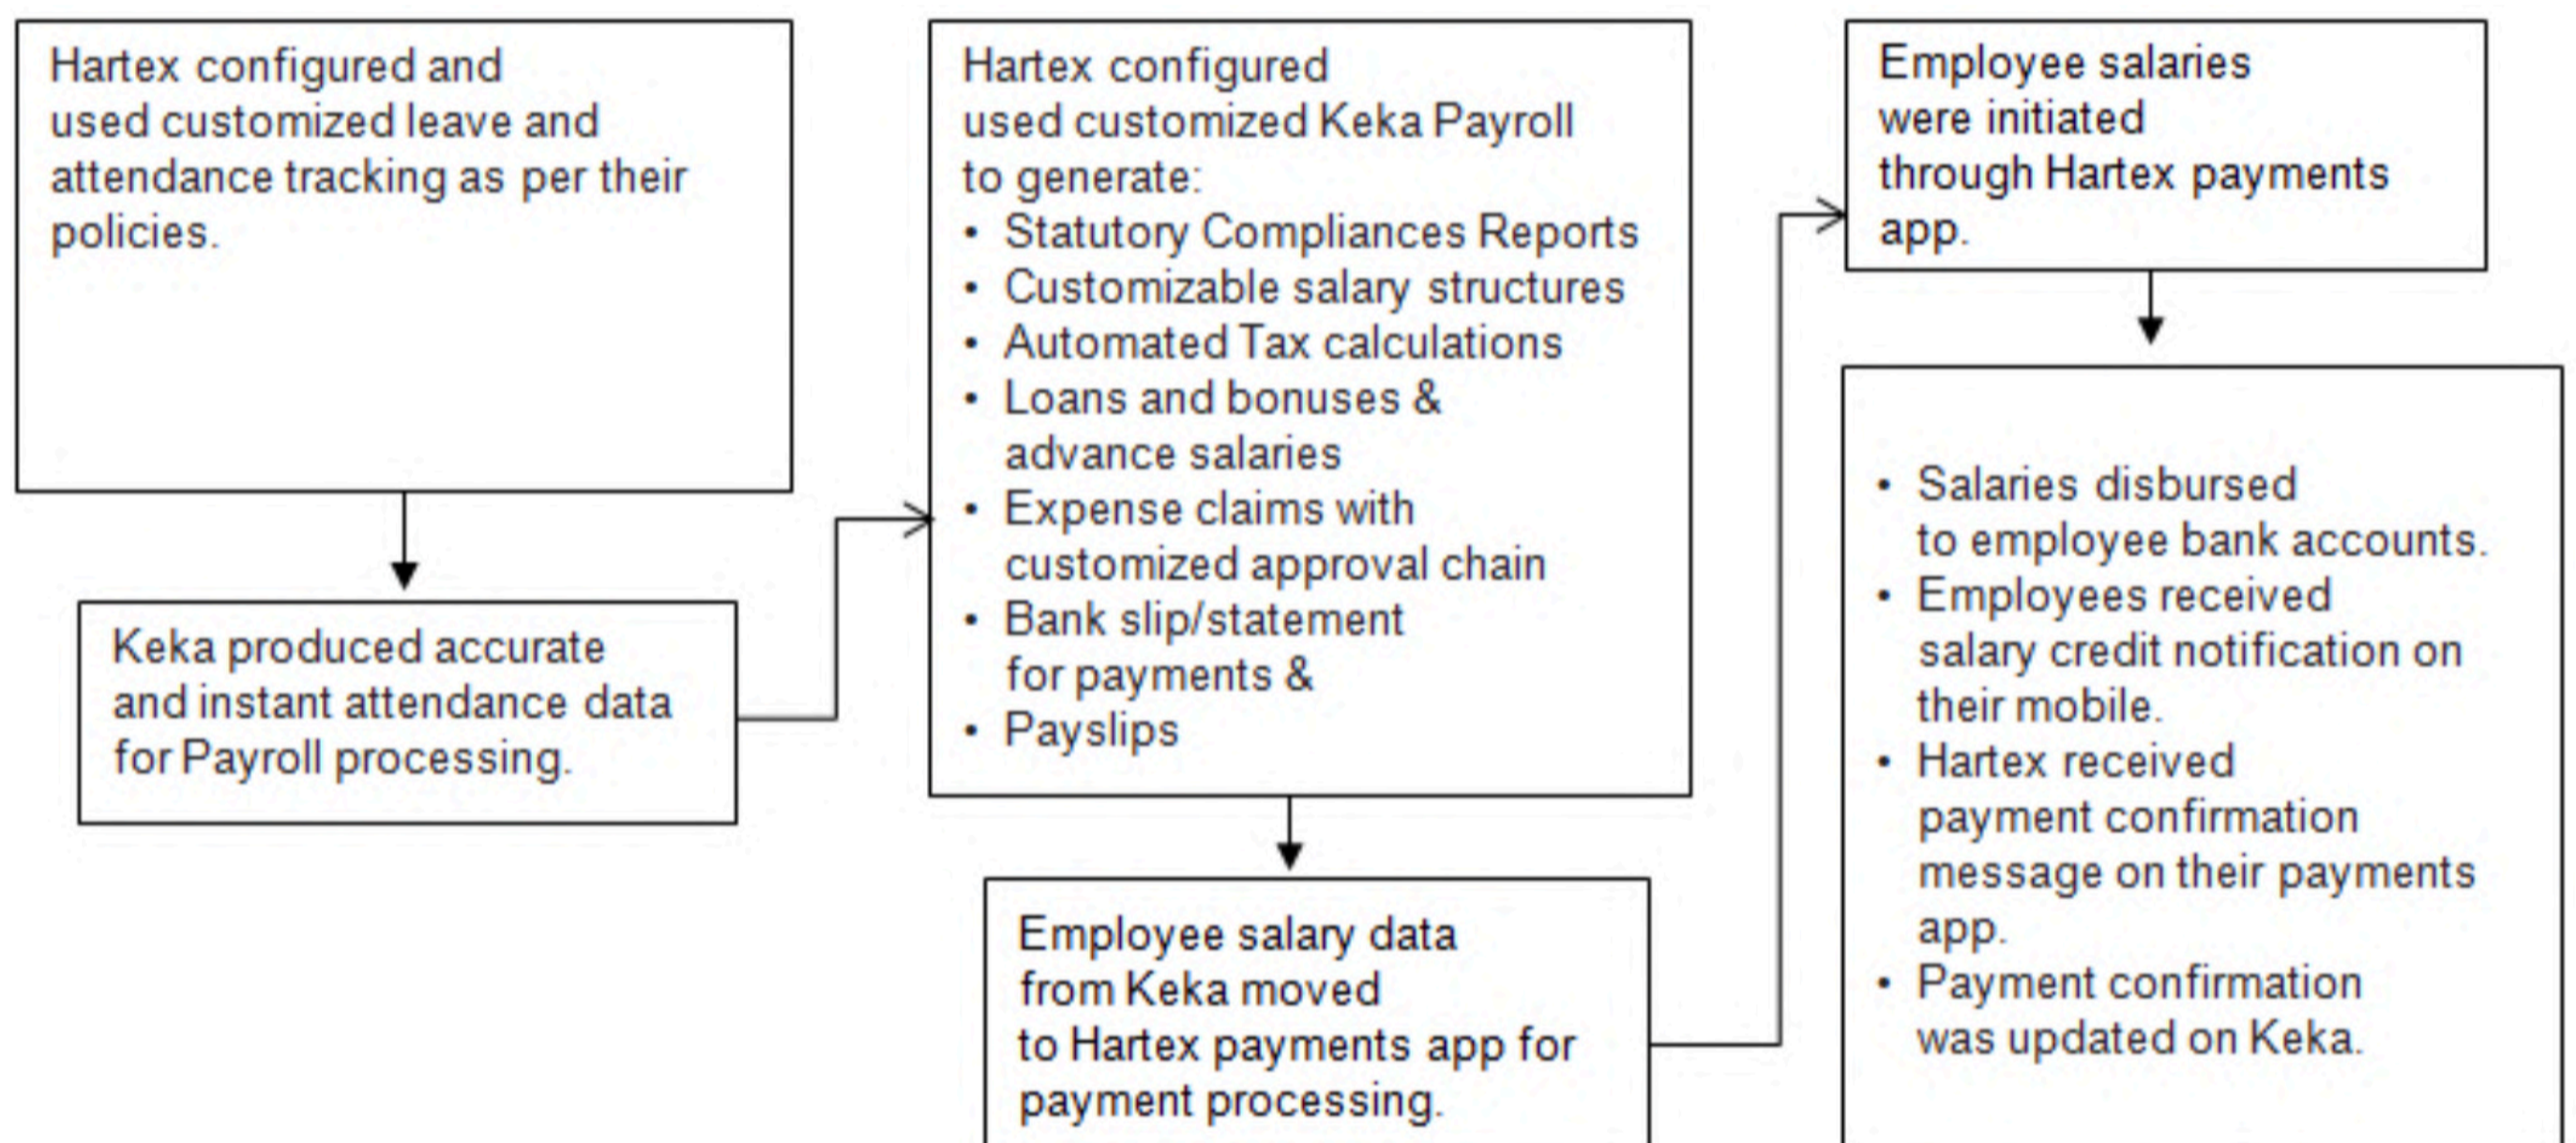 Hartex configured and
used customized leave and
attendance tracking as per their
policies.
Keka produced accurate
and instant attendance data
for Payroll processing.
Hartex configured
used customized Keka Payroll
to generate:
• Statutory Compliances Reports
• Customizable salary structures
• Automated Tax calculations
• Loans and bonuses &
advance salaries
• Expense claims with
customized approval chain
• Bank slip/statement
for payments &
• Payslips
Employee salary data
from Keka moved
to Hartex payments app for
payment processing.
Employee salaries
were initiated
through Hartex payments
app.
• Salaries disbursed
to employee bank accounts.
• Employees received
salary credit notification on
their mobile.
• Hartex received
payment confirmation
message on their payments
app.
• Payment confirmation
was updated on Keka.